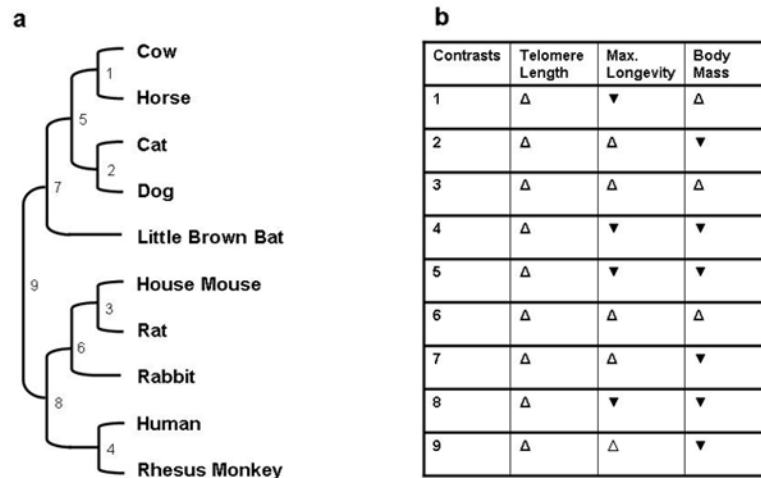 a
Cow
1
Horse
5
Cat
2
Dog
7
Little Brown Bat
9
House Mouse
3
Rat
6
Rabbit
8
Human
4
Rhesus Monkey
b
Contrasts Telomere Length Max. Longevity Body Mass
1 Δ ▼ Δ
2 Δ Δ ▼
3 Δ Δ Δ
4 Δ ▼ ▼
5 Δ ▼ ▼
6 Δ Δ Δ
7 Δ Δ ▼
8 Δ ▼ ▼
9 Δ Δ ▼